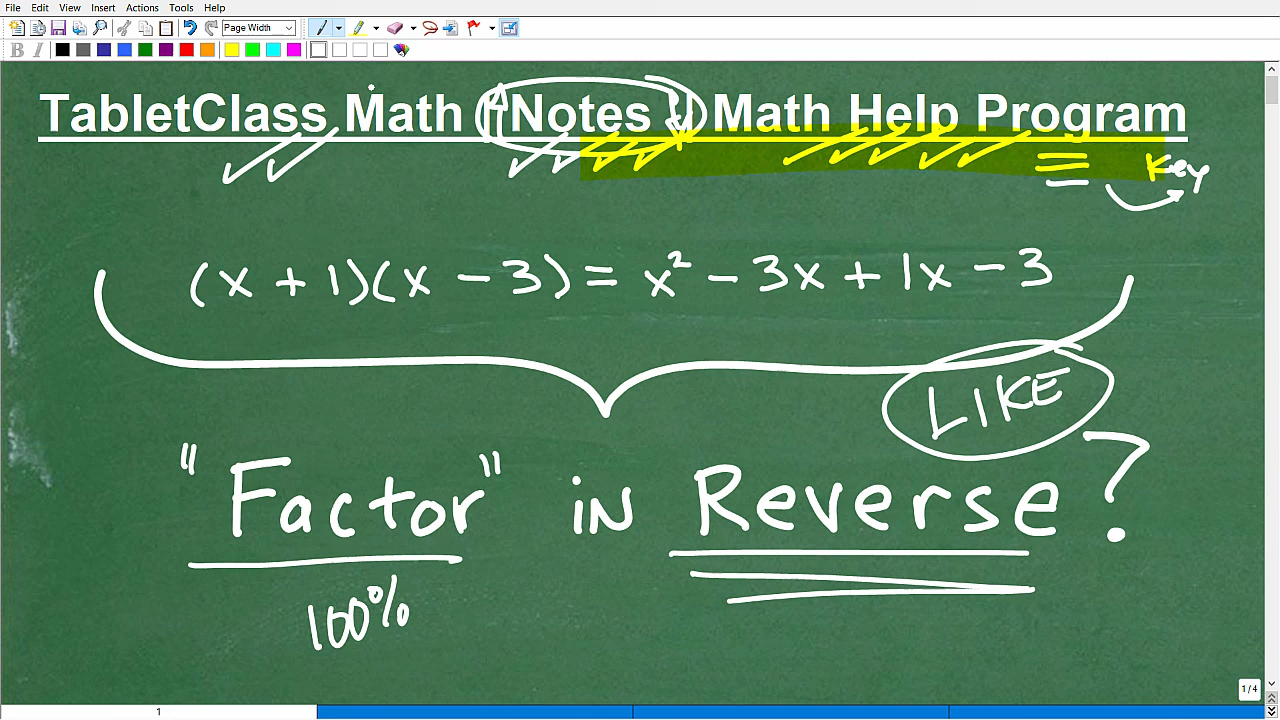 File Edit View Insert Actions Tools Help
Page Width
B I
TabletClass Math Notes Math Help Program
Key
(x + 1)(x - 3) = x² - 3x + 1x - 3
LIKE
"Factor" in Reverse?
100%
1/4
1